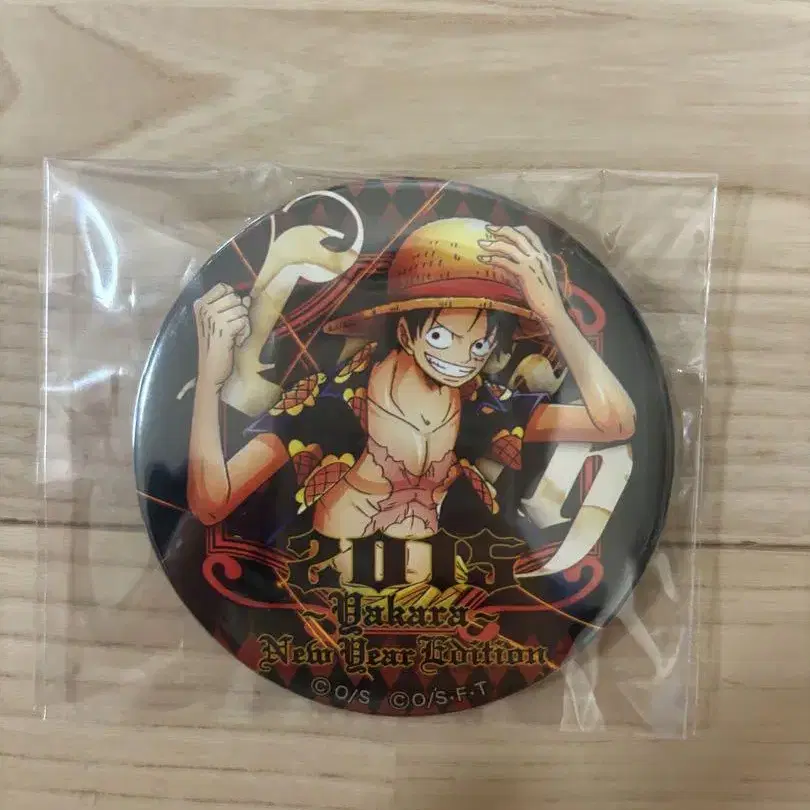 2015
~Yakara~
New Year Edition
©O/S ©O/S・F・T